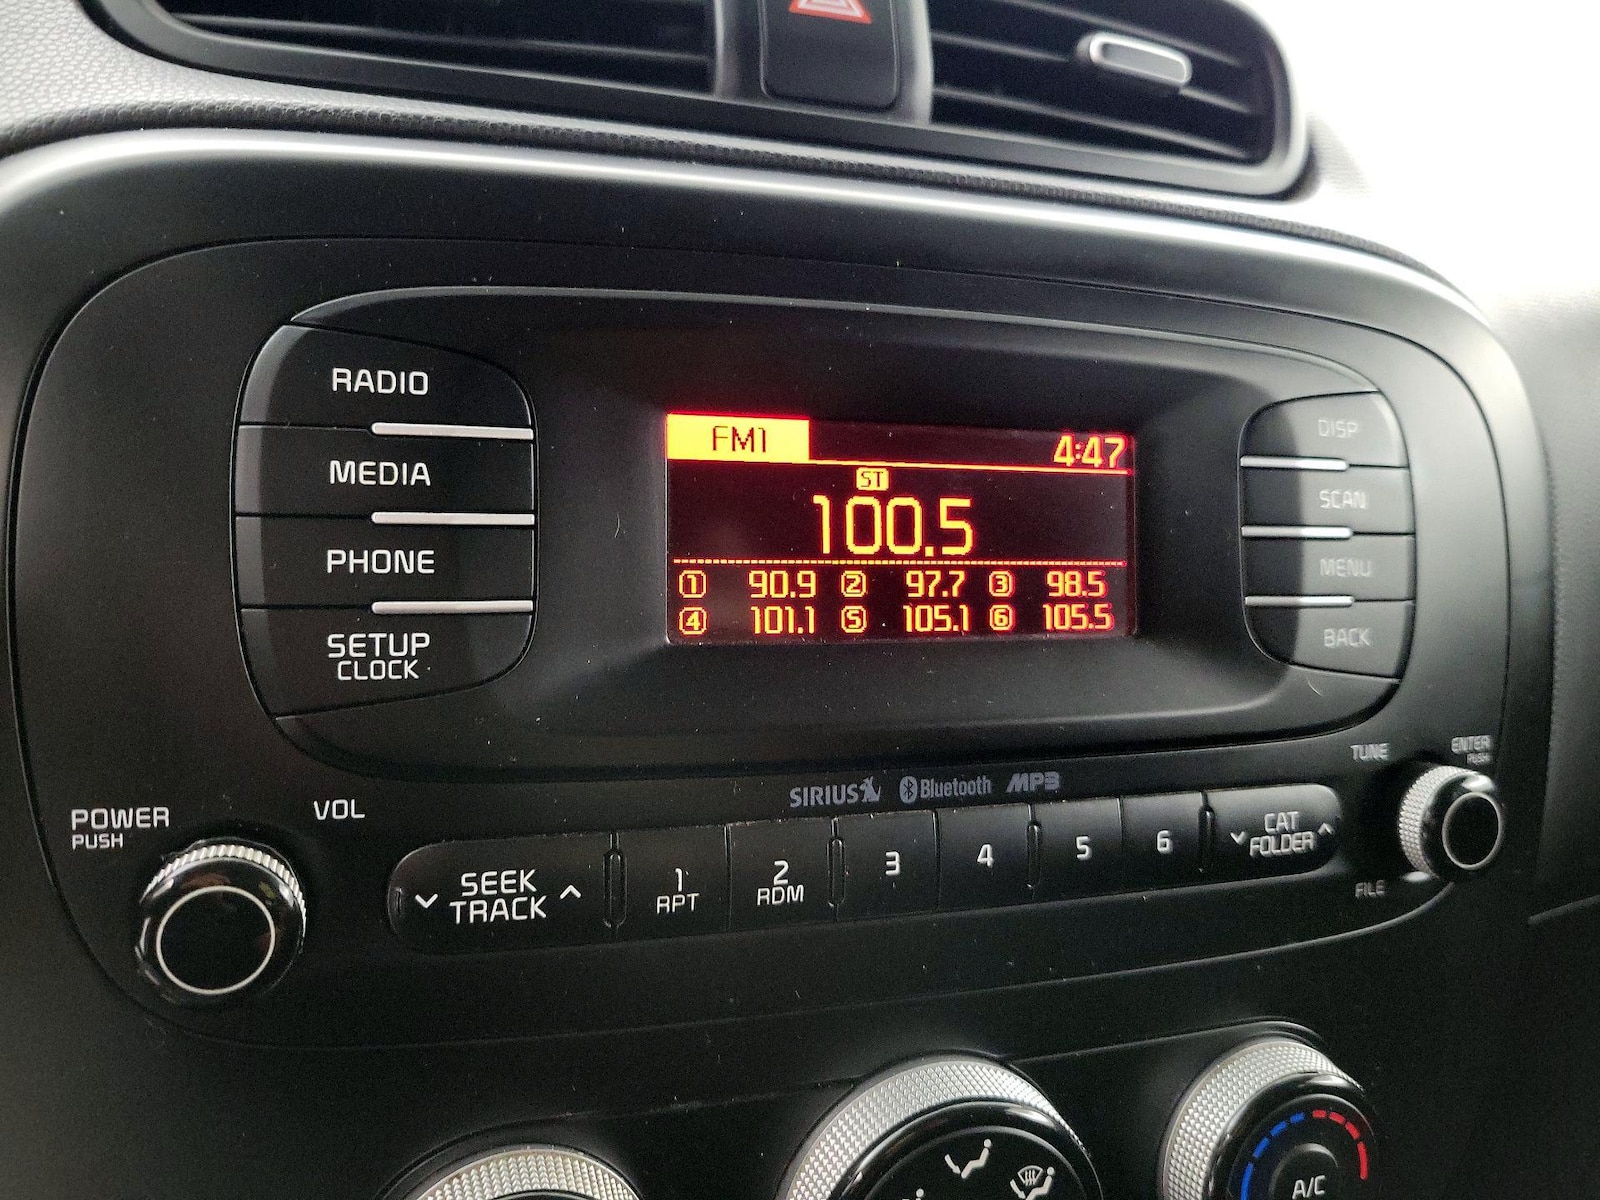 RADIO
MEDIA
PHONE
SETUP
CLOCK
FM1 4:47
ST
100.5
1 90.9 2 97.7 3 98.5
4 101.1 5 105.1 6 105.5
DISP
SCAN
MENU
BACK
POWER
PUSH
VOL
SIRIUS Bluetooth MP3
TUNE
ENTER
PUSH
SEEK
TRACK
1
RPT
2
RDM
3
4
5
6
CAT
FOLDER
FILE
A/C